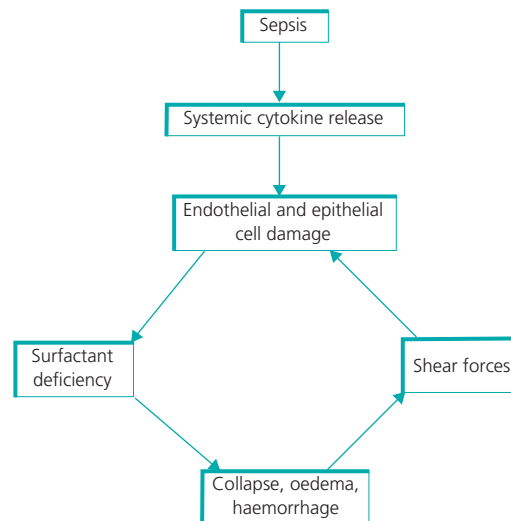 Sepsis
Systemic cytokine release
Endothelial and epithelial
cell damage
Surfactant
deficiency
Shear forces
Collapse, oedema,
haemorrhage